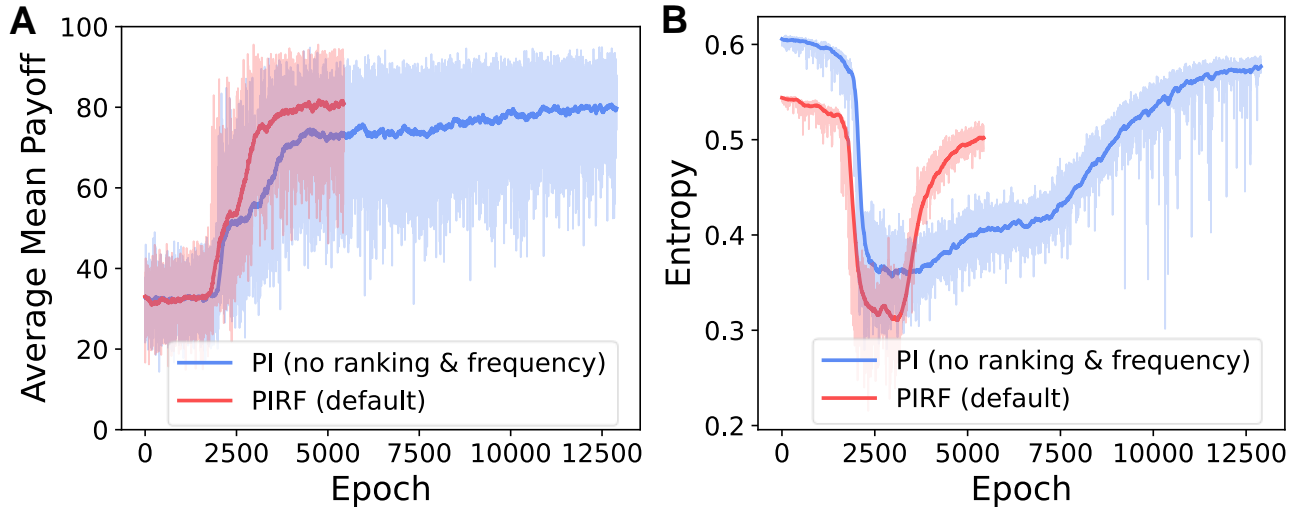 A
Average Mean Payoff
100
80
60
40
20
0
PI (no ranking & frequency)
PIRF (default)
0 2500 5000 7500 10000 12500
Epoch
B
Entropy
0.6
0.5
0.4
0.3
0.2
PI (no ranking & frequency)
PIRF (default)
0 2500 5000 7500 10000 12500
Epoch